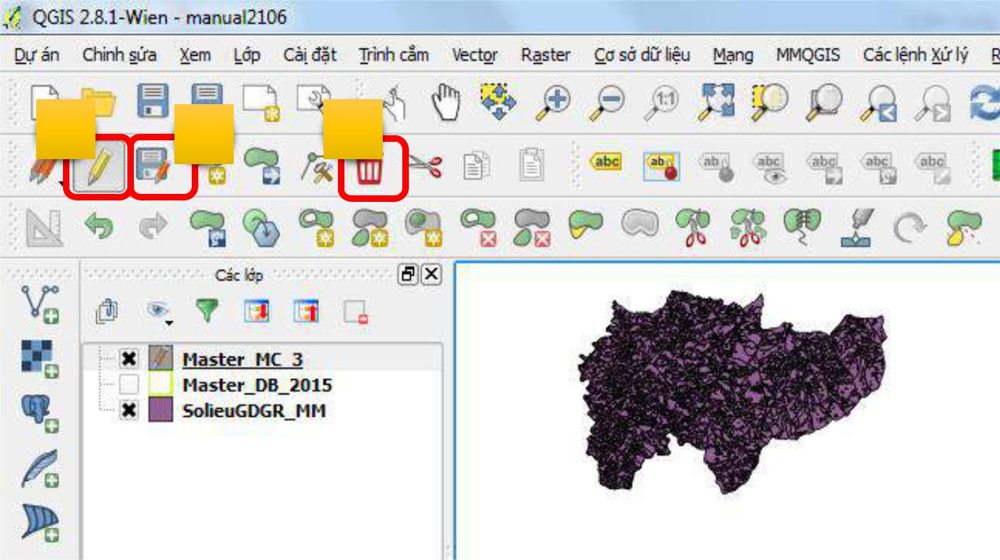 QGIS 2.8.1-Wien - manual2106
Dự án Chỉnh sửa Xem Lớp Cài đặt Trình cắm Vector Raster Cơ sở dữ liệu Mạng MMQGIS Các lệnh Xử lý R
1:1
abc ab ab abc abc abc abc
Các lớp
Master_MC_3
Master_DB_2015
SolieuGDGR_MM